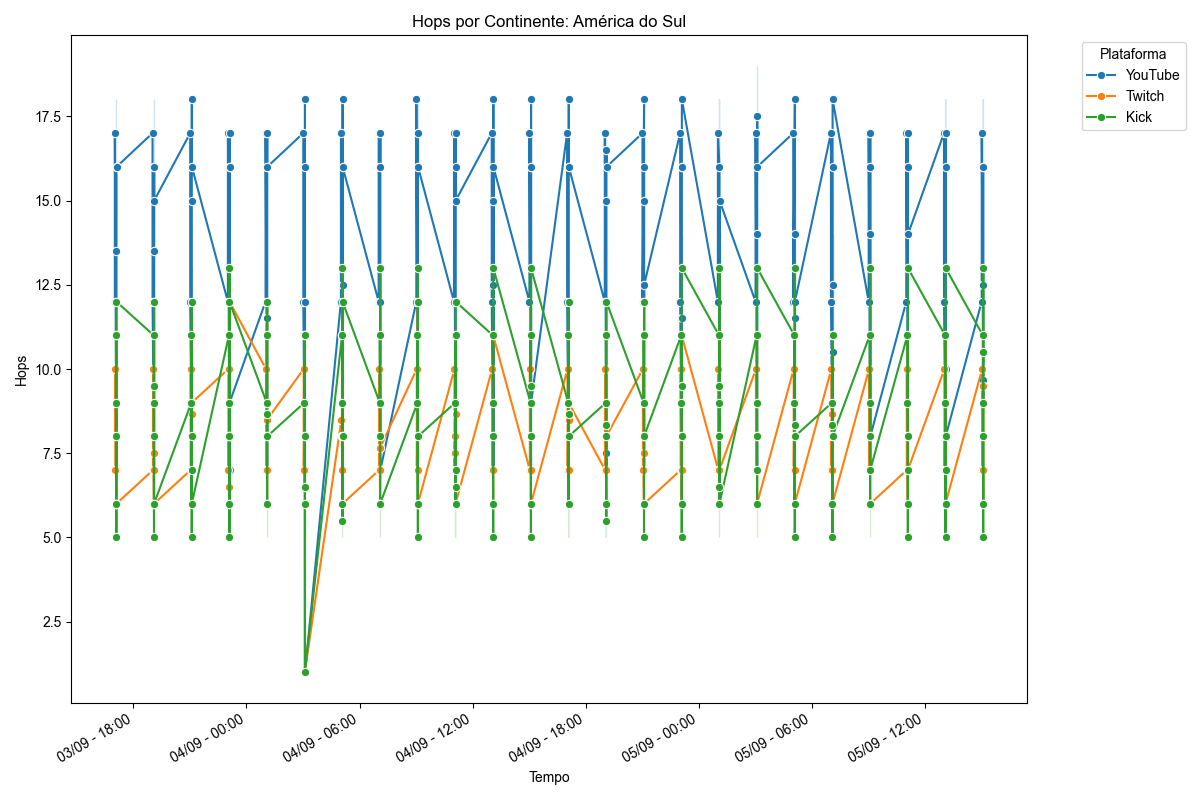 Hops por Continente: América do Sul
Plataforma
YouTube
Twitch
Kick
Hops
17.5
15.0
12.5
10.0
7.5
5.0
2.5
03/09 - 18:00
04/09 - 00:00
04/09 - 06:00
04/09 - 12:00
04/09 - 18:00
05/09 - 00:00
05/09 - 06:00
05/09 - 12:00
Tempo